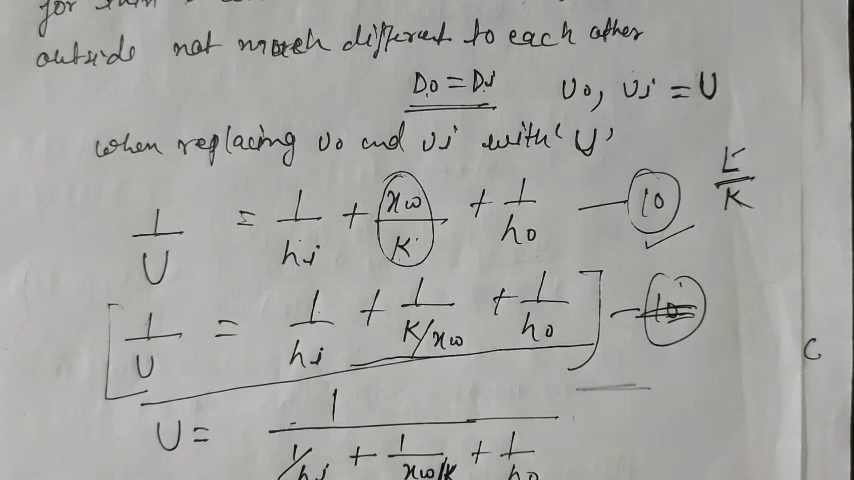 for
outside not much different to each other
Do = Di Uo, Ui = U
when replacing Uo and Ui with 'U'
1/U = 1/hi + xw/K + 1/ho — 10 L/K
[1/U = 1/hi + 1/K/xw + 1/ho] — 10
C
U = 1 / 1/hi + 1/xw/K + 1/ho